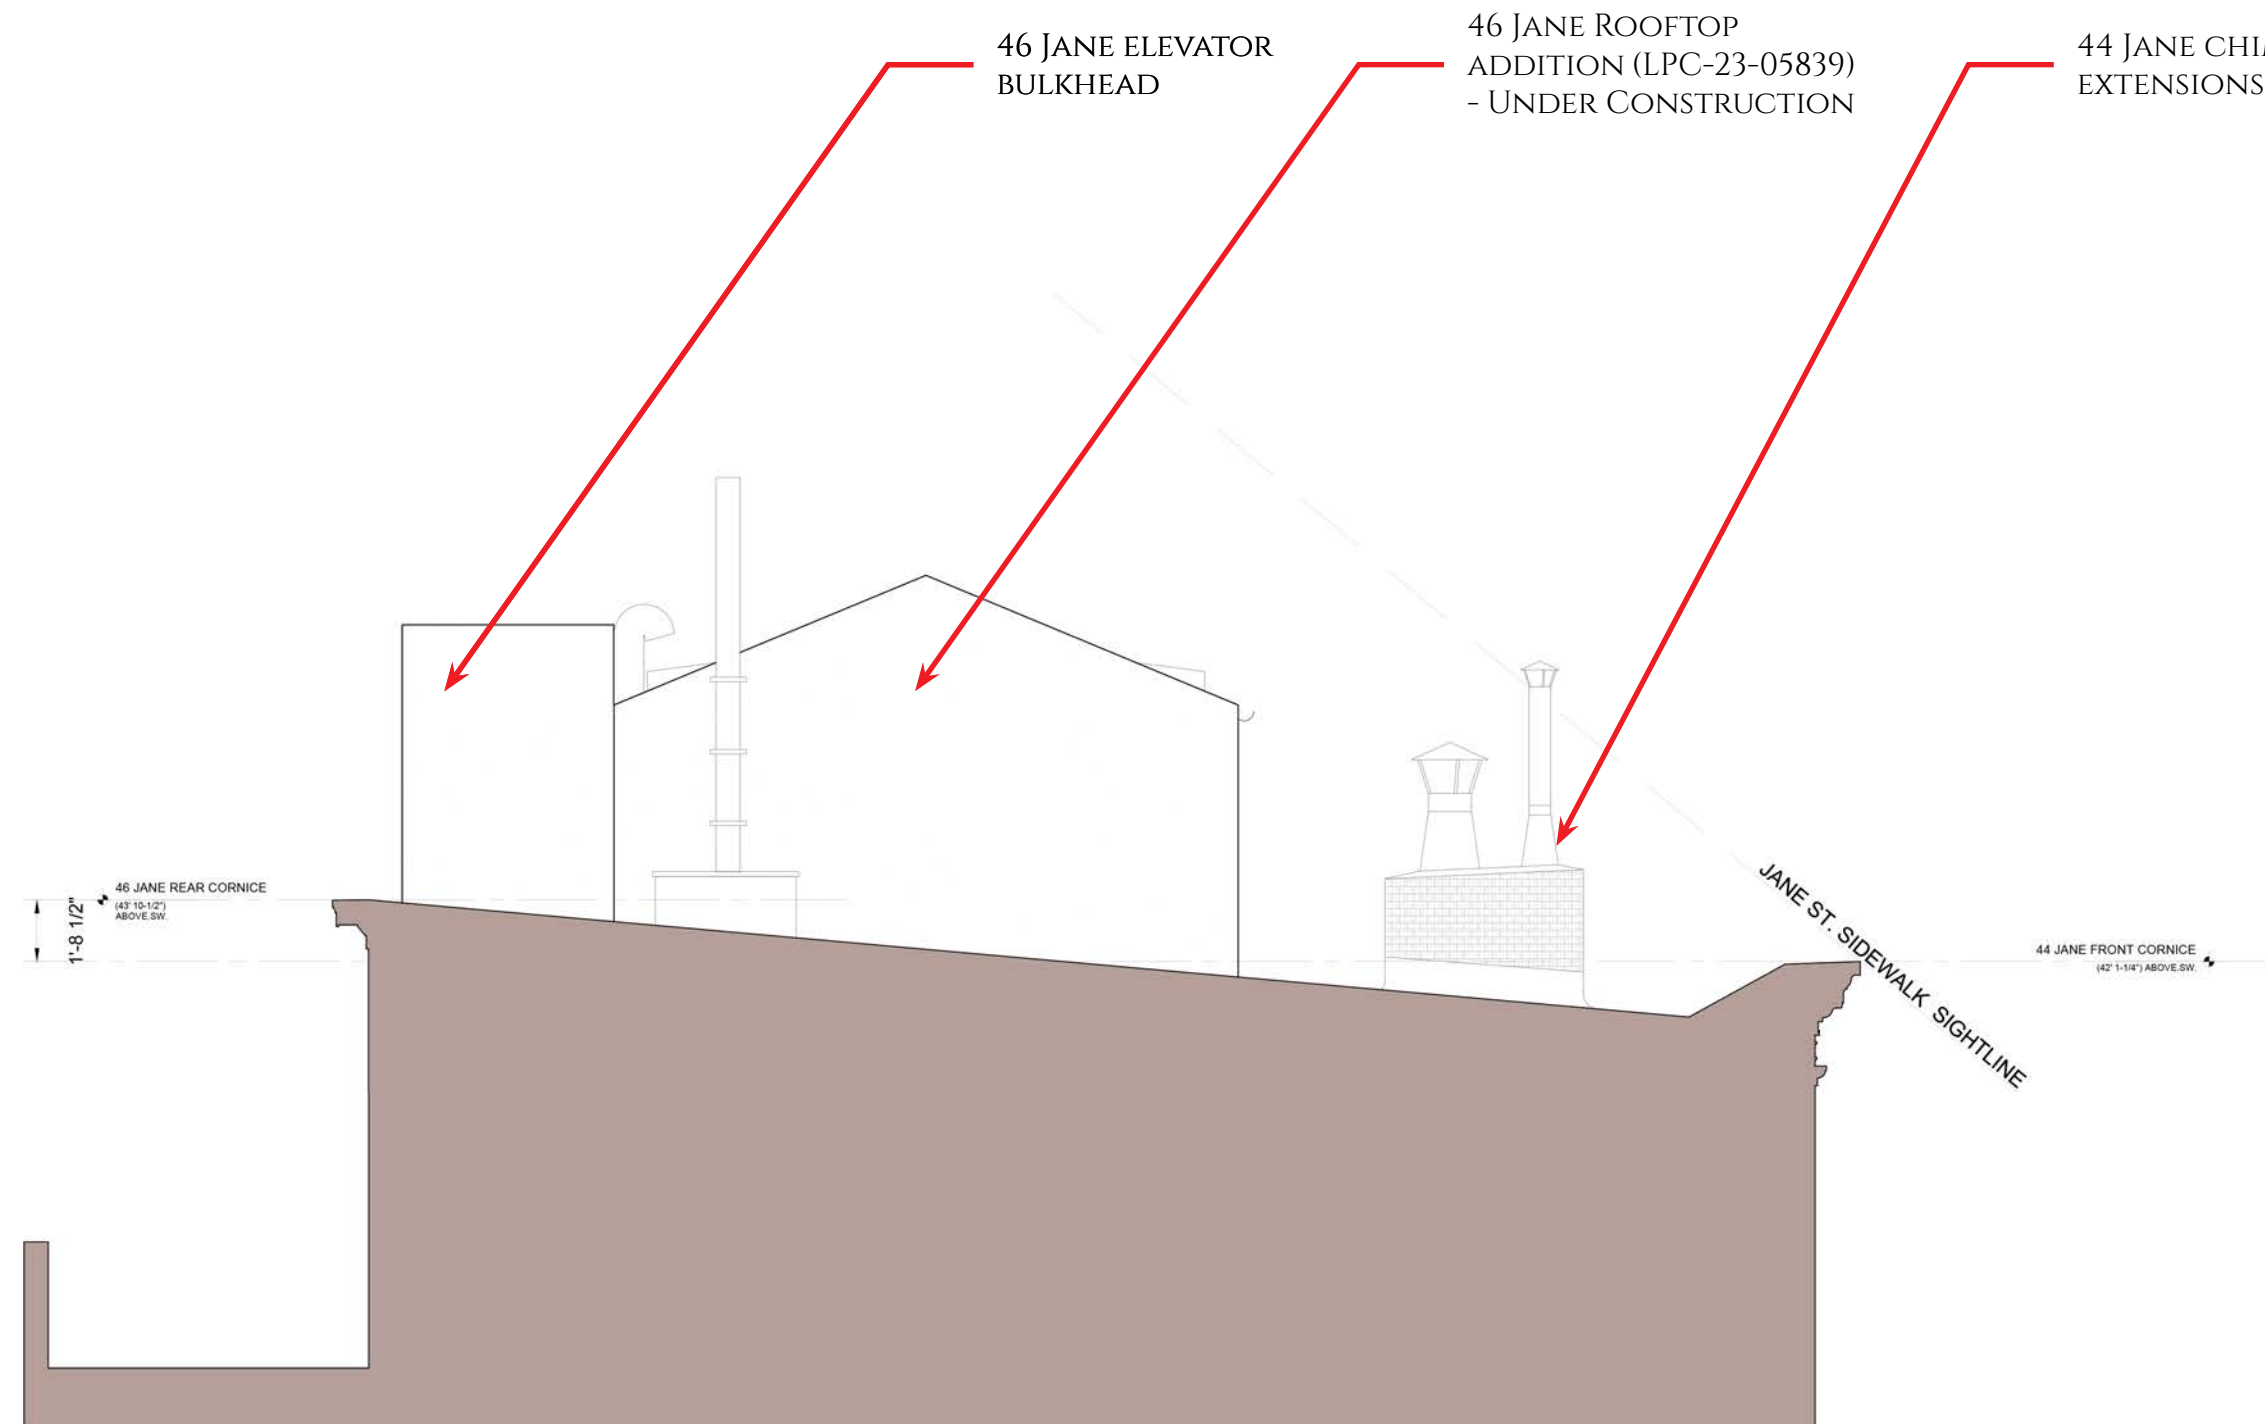 46 Jane elevator
bulkhead
46 Jane Rooftop
addition (LPC-23-05839)
- Under Construction
44 Jane
extensions
46 JANE REAR CORNICE
(43' 10-1/2")
ABOVE.SW.
1'-8 1/2"
JANE ST. SIDEWALK SIGHTLINE
44 JANE FRONT CORNICE
(42' 1-1/4") ABOVE.SW.